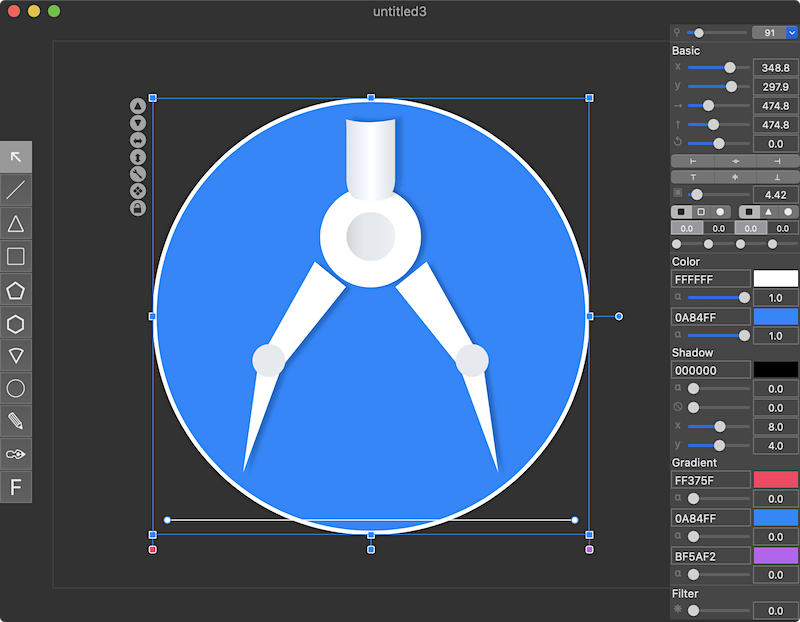 untitled3
91
Basic
x 348.8
y 297.9
474.8
474.8
0.0
4.42
0.0 0.0 0.0 0.0
Color
FFFFFF
α 1.0
0A84FF
α 1.0
Shadow
000000
α 0.0
0.0
x 8.0
y 4.0
Gradient
FF375F
α 0.0
0A84FF
α 0.0
BF5AF2
α 0.0
Filter
0.0
F